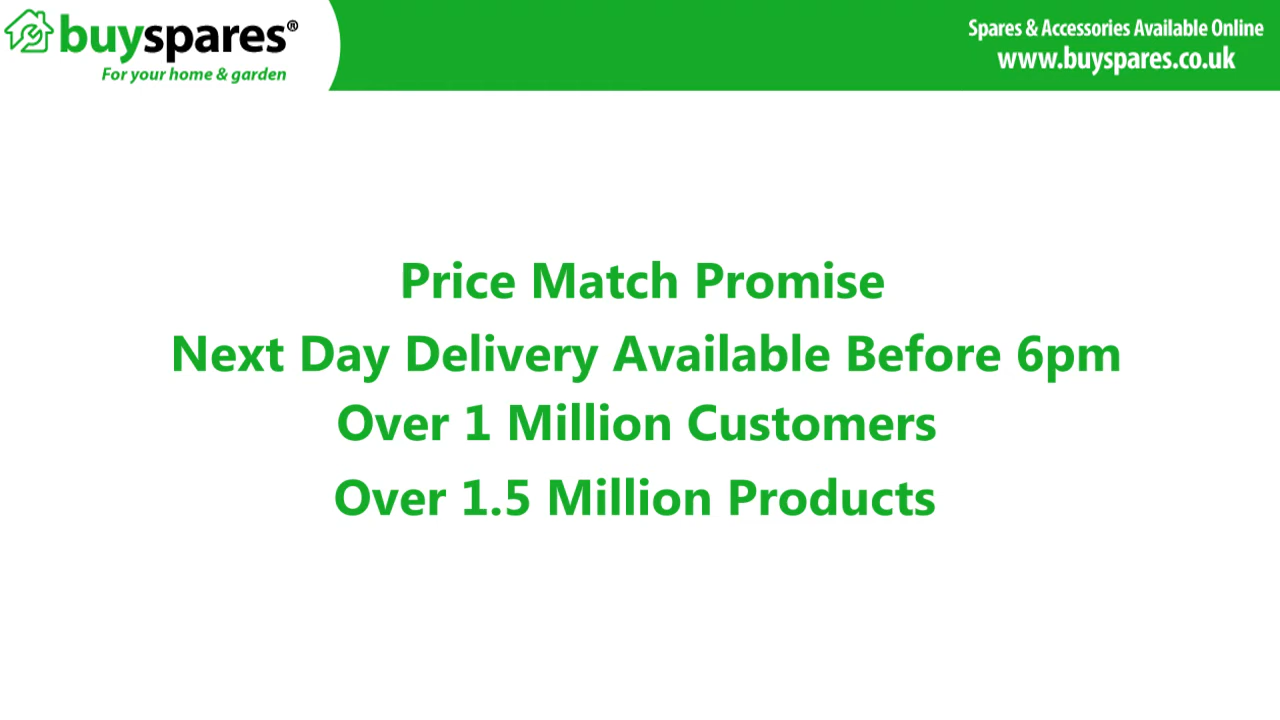 buyspares®
For your home & garden
Spares & Accessories Available Online
www.buyspares.co.uk
Price Match Promise
Next Day Delivery Available Before 6pm
Over 1 Million Customers
Over 1.5 Million Products